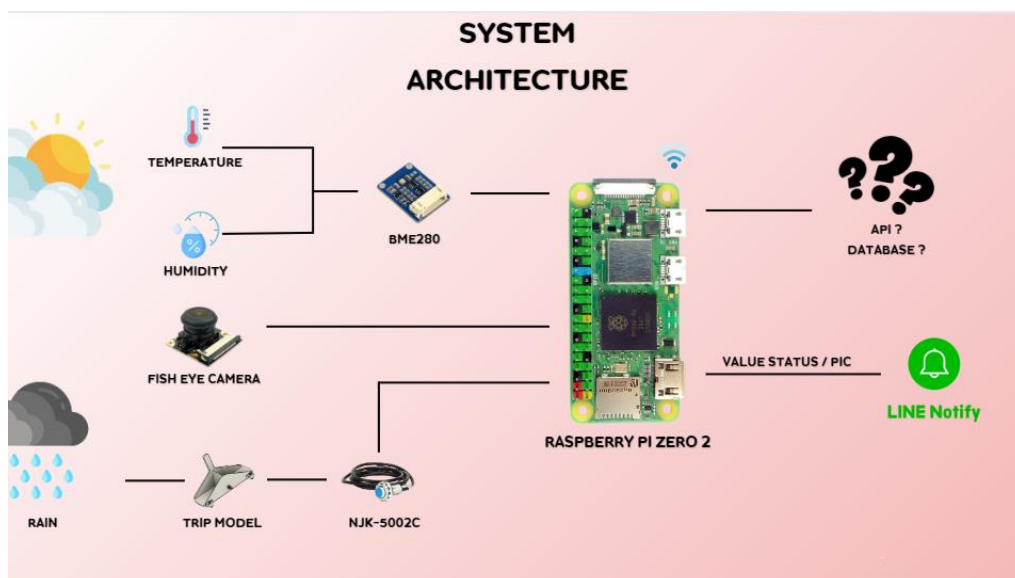 SYSTEM
ARCHITECTURE
TEMPERATURE
HUMIDITY
BME280
FISH EYE CAMERA
RAIN
TRIP MODEL
NJK-5002C
RASPBERRY PI ZERO 2
API ?
DATABASE ?
VALUE STATUS / PIC
LINE Notify